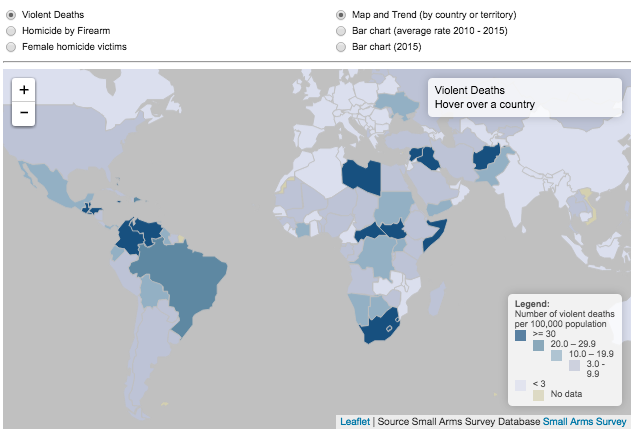 Violent Deaths
Homicide by Firearm
Female homicide victims
Map and Trend (by country or territory)
Bar chart (average rate 2010 - 2015)
Bar chart (2015)
+
−
Violent Deaths
Hover over a country
Legend:
Number of violent deaths
per 100,000 population
>= 30
20.0 – 29.9
10.0 – 19.9
3.0 -
9.9
< 3
No data
Leaflet | Source Small Arms Survey Database Small Arms Survey